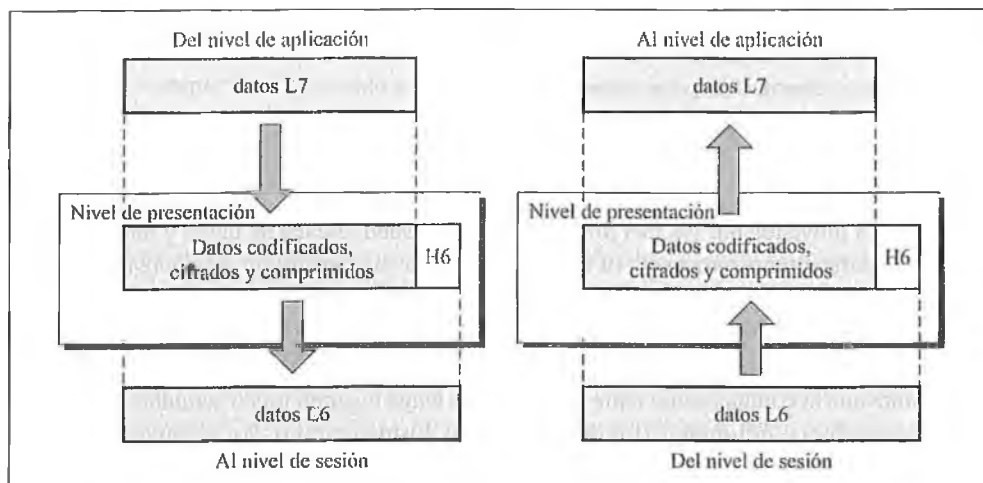 Del nivel de aplicación
datos L7
Nivel de presentación
Datos codificados,
cifrados y comprimidos
H6
datos L6
Al nivel de sesión
Al nivel de aplicación
datos L7
Nivel de presentación
Datos codificados,
cifrados y comprimidos
H6
datos L6
Del nivel de sesión